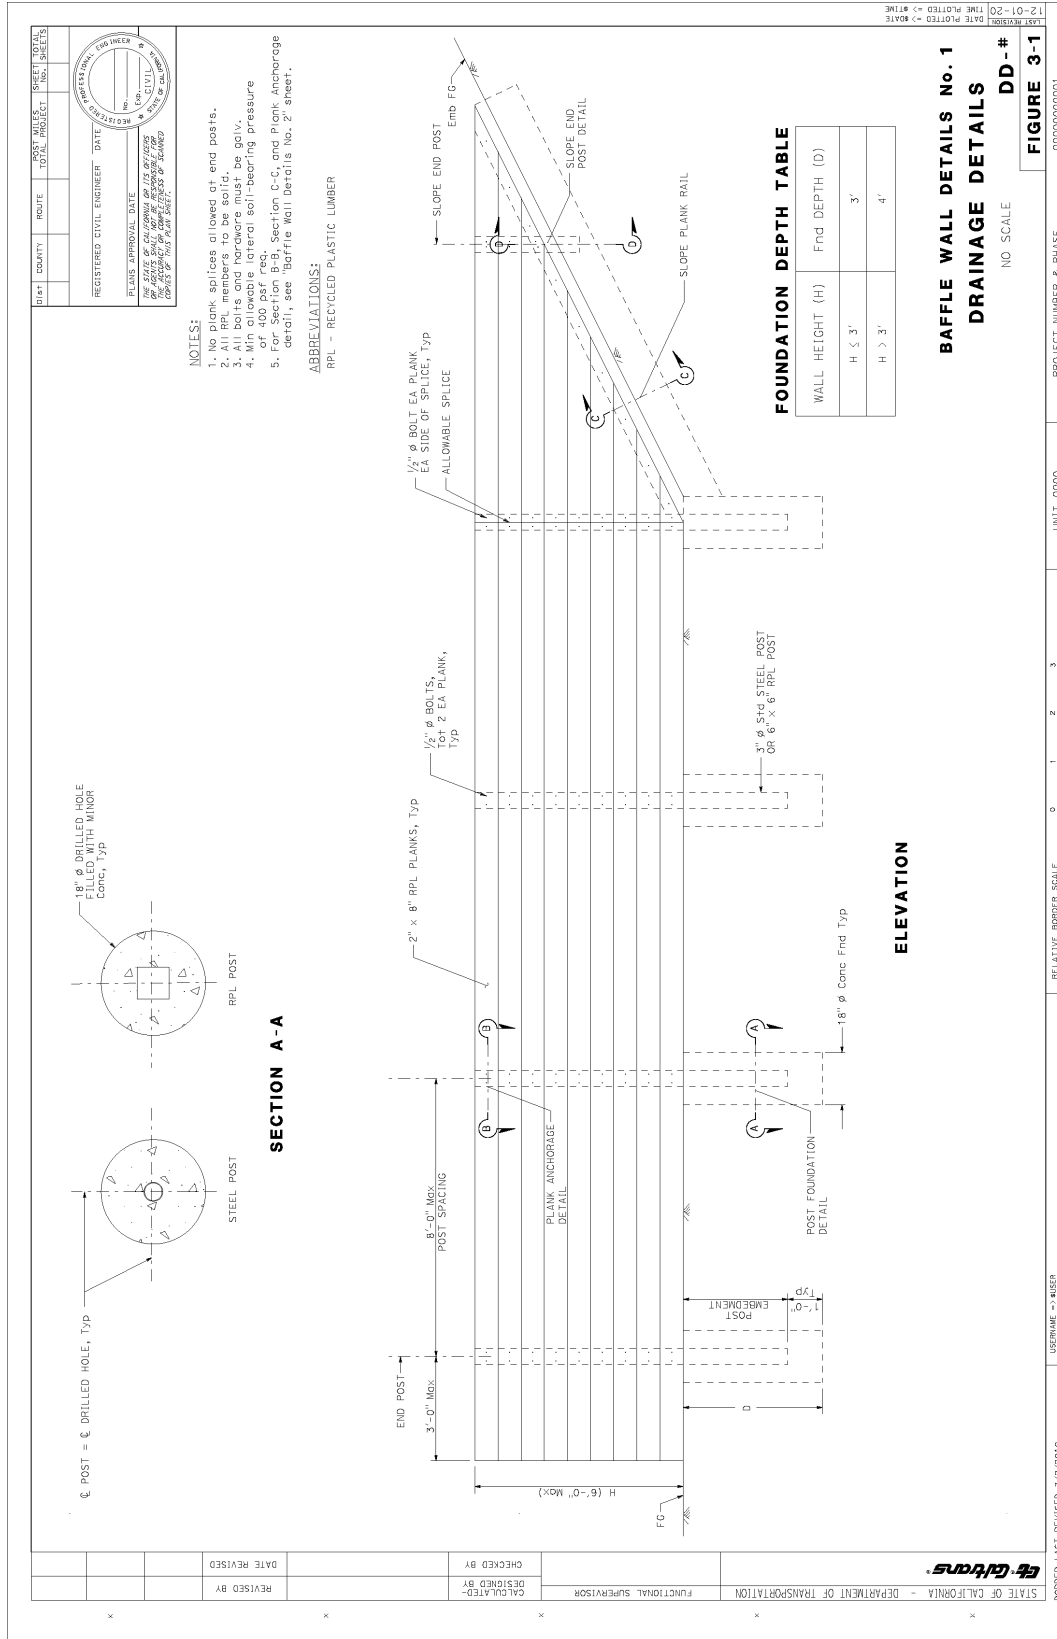 Dist
COUNTY
ROUTE
POST MILES
TOTAL PROJECT
SHEET
No.
TOTAL
SHEETS
REGISTERED CIVIL ENGINEER
DATE
PLANS APPROVAL DATE
THE STATE OF CALIFORNIA OR ITS OFFICERS
OR AGENTS SHALL NOT BE RESPONSIBLE FOR
THE ACCURACY OR COMPLETENESS OF SCANNED
COPIES OF THIS PLAN SHEET.
REGISTERED PROFESSIONAL ENGINEER
No.
Exp.
CIVIL
STATE OF CALIFORNIA
NOTES:
1. No plank splices allowed at end posts.
2. All RPL members to be solid.
3. All bolts and hardware must be galv.
4. Min allowable lateral soil-bearing pressure
of 400 psf req.
5. For Section B-B, Section C-C, and Plank Anchorage
detail, see "Baffle Wall Details No. 2" sheet.
ABBREVIATIONS:
RPL - RECYCLED PLASTIC LUMBER
℄ POST = ℄ DRILLED HOLE, Typ
18" ø DRILLED HOLE
FILLED WITH MINOR
Conc, Typ
STEEL POST
RPL POST
SECTION A-A
END POST
3'-0" Max
8'-0" Max
POST SPACING
2" x 8" RPL PLANKS, Typ
1/2" ø BOLTS,
Tot 2 EA PLANK,
Typ
1/2" ø BOLT EA PLANK
EA SIDE OF SPLICE, Typ
ALLOWABLE SPLICE
SLOPE END POST
Emb FG
SLOPE END
POST DETAIL
SLOPE PLANK RAIL
B
B
D
D
C
C
A
A
H (6'-0" Max)
FG
D
POST
EMBEDMENT
1'-0"
Typ
PLANK ANCHORAGE
DETAIL
POST FOUNDATION
DETAIL
18" ø Conc Fnd Typ
3" ø Std STEEL POST
OR 6" x 6" RPL POST
ELEVATION
FOUNDATION DEPTH TABLE
WALL HEIGHT (H)
Fnd DEPTH (D)
H ≤ 3'
3'
H > 3'
4'
BAFFLE WALL DETAILS No. 1
DRAINAGE DETAILS
NO SCALE
DD-#
FIGURE 3-1
STATE OF CALIFORNIA - DEPARTMENT OF TRANSPORTATION
Caltrans
FUNCTIONAL SUPERVISOR
CALCULATED-
DESIGNED BY
CHECKED BY
REVISED BY
DATE REVISED
LAST REVISION
12-01-20
DATE PLOTTED => $DATE
TIME PLOTTED => $TIME
USERNAME => $USER
RELATIVE BORDER SCALE
0 1 2 3
UNIT 0000
PROJECT NUMBER & PHASE